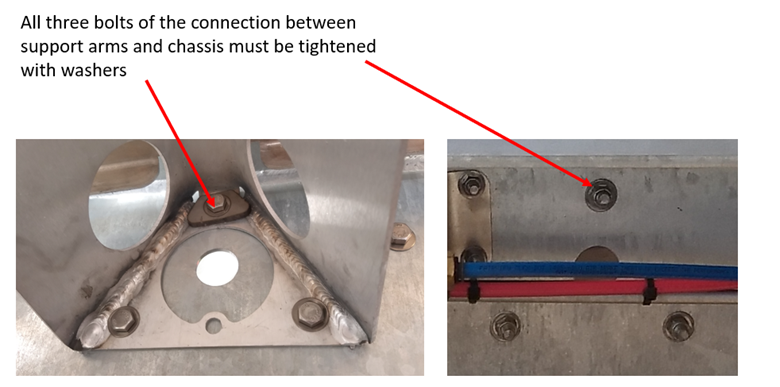 All three bolts of the connection between
support arms and chassis must be tightened
with washers